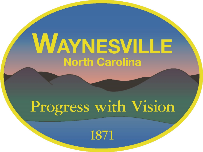 WAYNESVILLE
North Carolina
Progress with Vision
1871